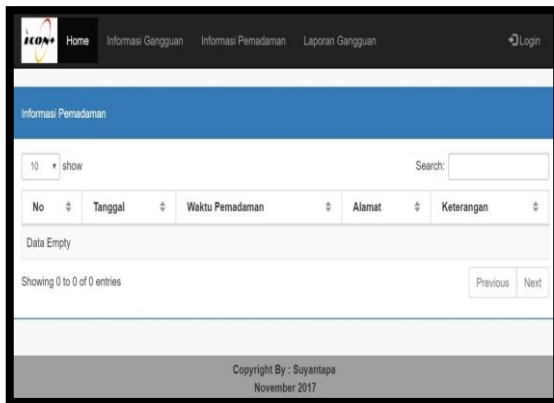 ICON+ Home Informasi Gangguan Informasi Pemadaman Laporan Gangguan Login
Informasi Pemadaman
10 show Search:
No Tanggal Waktu Pemadaman Alamat Keterangan
Data Empty
Showing 0 to 0 of 0 entries Previous Next
Copyright By : Suyantapa
November 2017